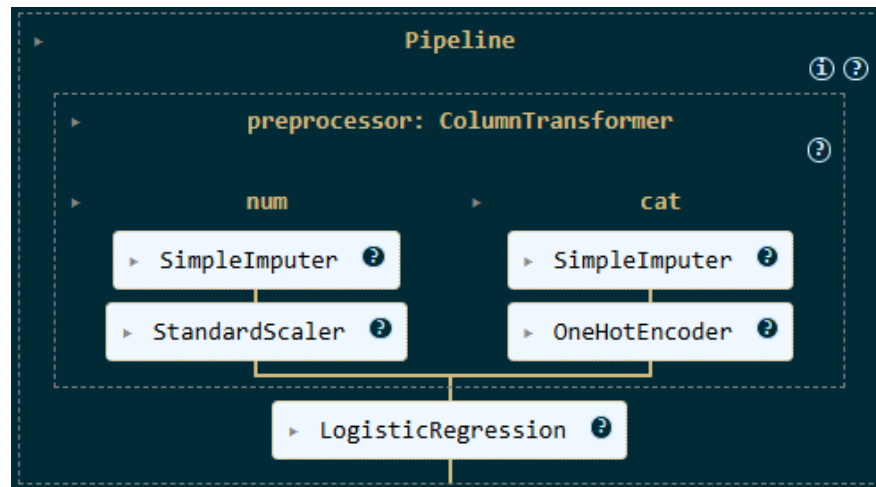 Pipeline
i ?
preprocessor: ColumnTransformer
?
num cat
SimpleImputer ? SimpleImputer ?
StandardScaler ? OneHotEncoder ?
LogisticRegression ?